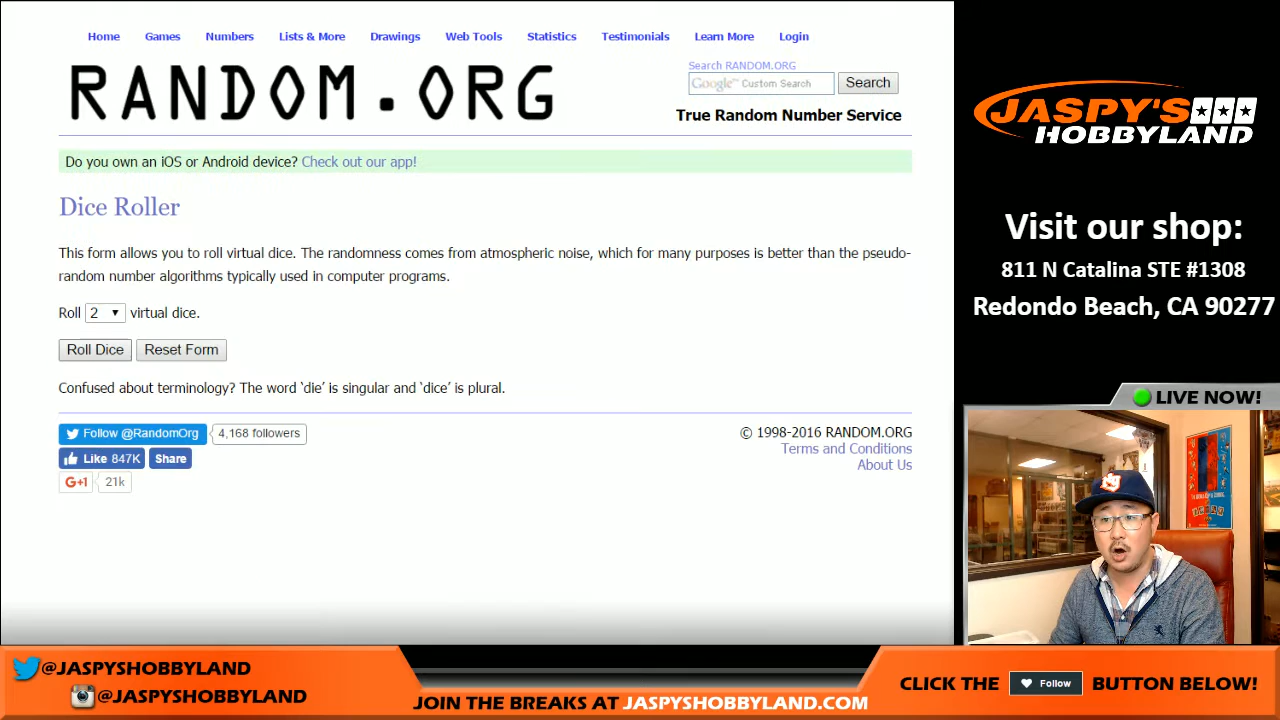 Home Games Numbers Lists & More Drawings Web Tools Statistics Testimonials Learn More Login
RANDOM.ORG
Search RANDOM.ORG
Google™ Custom Search
Search
True Random Number Service
Do you own an iOS or Android device? Check out our app!
Dice Roller
This form allows you to roll virtual dice. The randomness comes from atmospheric noise, which for many purposes is better than the pseudo-
random number algorithms typically used in computer programs.
Roll 2 virtual dice.
Roll Dice Reset Form
Confused about terminology? The word ‘die’ is singular and ‘dice’ is plural.
Follow @RandomOrg 4,168 followers
Like 847K Share
G+1 21k
© 1998-2016 RANDOM.ORG
Terms and Conditions
About Us
JASPY'S
HOBBYLAND
Visit our shop:
811 N Catalina STE #1308
Redondo Beach, CA 90277
LIVE NOW!
@JASPYSHOBBYLAND
@JASPYSHOBBYLAND
JOIN THE BREAKS AT JASPYSHOBBYLAND.COM
CLICK THE Follow BUTTON BELOW!